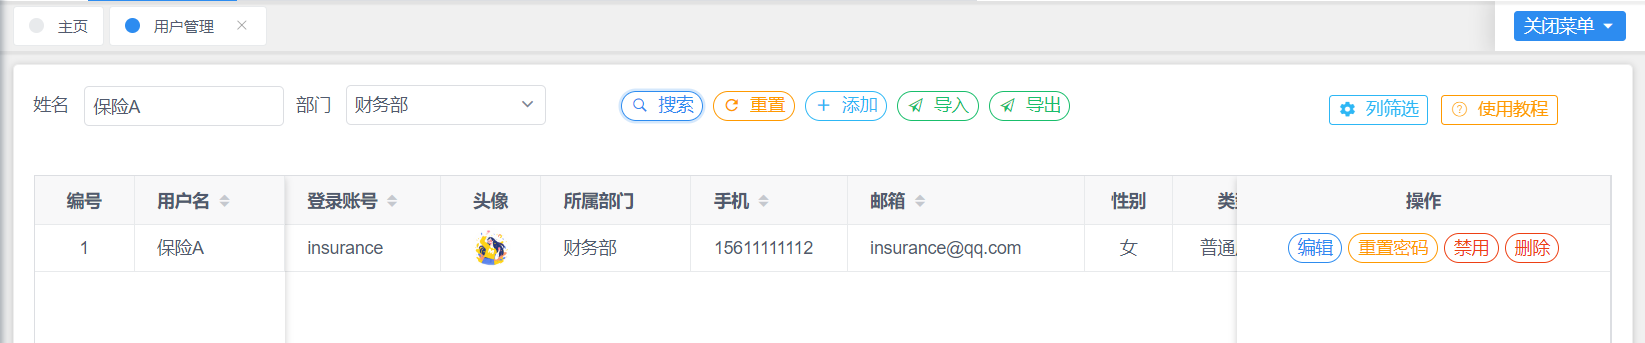 主页 用户管理 关闭菜单
姓名 保险A 部门 财务部 搜索 重置 添加 导入 导出 列筛选 使用教程
编号 用户名 登录账号 头像 所属部门 手机 邮箱 性别 操作
1 保险A insurance 财务部 15611111112 insurance@qq.com 女 普通 编辑 重置密码 禁用 删除